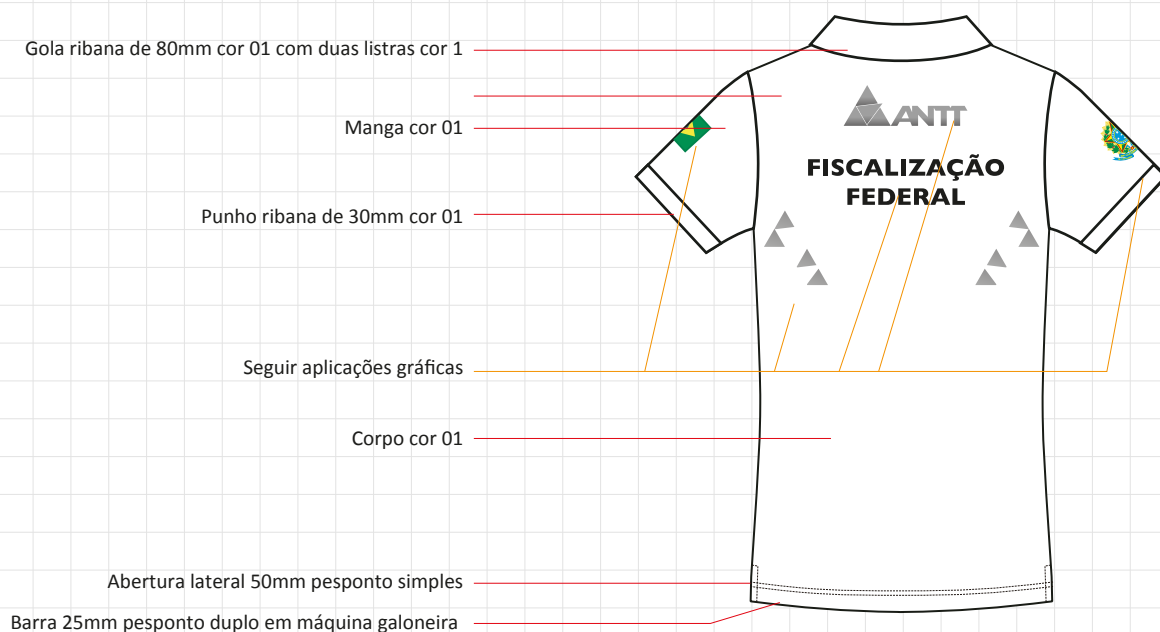 Gola ribana de 80mm cor 01 com duas listras cor 1
ANTT
Manga cor 01
FISCALIZAÇÃO
FEDERAL
Punho ribana de 30mm cor 01
Seguir aplicações gráficas
Corpo cor 01
Abertura lateral 50mm pesponto simples
Barra 25mm pesponto duplo em máquina galoneira